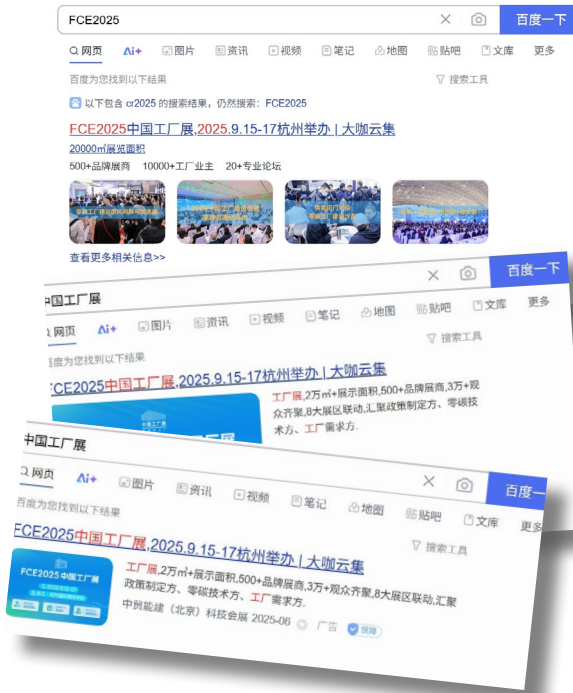 FCE2025
百度一下
网页 Ai+ 图片 资讯 视频 笔记 地图 贴吧 文库 更多
百度为您找到以下结果
搜索工具
以下包含 cr2025 的搜索结果，仍然搜索：FCE2025
FCE2025中国工厂展,2025.9.15-17杭州举办 | 大咖云集
20000㎡展览面积
500+品牌展商 10000+工厂业主 20+专业论坛
查看更多相关信息>>
中国工厂展
百度一下
网页 Ai+ 图片 资讯 视频 笔记 地图 贴吧 文库 更多
百度为您找到以下结果
搜索工具
FCE2025中国工厂展,2025.9.15-17杭州举办 | 大咖云集
工厂展,2万㎡+展示面积,500+品牌展商,3万+观
众齐聚,8大展区联动,汇聚政策制定方、零碳技
术方、工厂需求方.
中国工厂展
百度一
网页 Ai+ 图片 资讯 视频 笔记 地图 贴吧 文库 更多
百度为您找到以下结果
搜索工具
FCE2025中国工厂展,2025.9.15-17杭州举办 | 大咖云集
FCE2025 中国工厂展
工厂展,2万㎡+展示面积,500+品牌展商,3万+观众齐聚,8大展区联动,汇聚
政策制定方、零碳技术方、工厂需求方.
中贸能建（北京）科技会展 2025-06 广告 保障